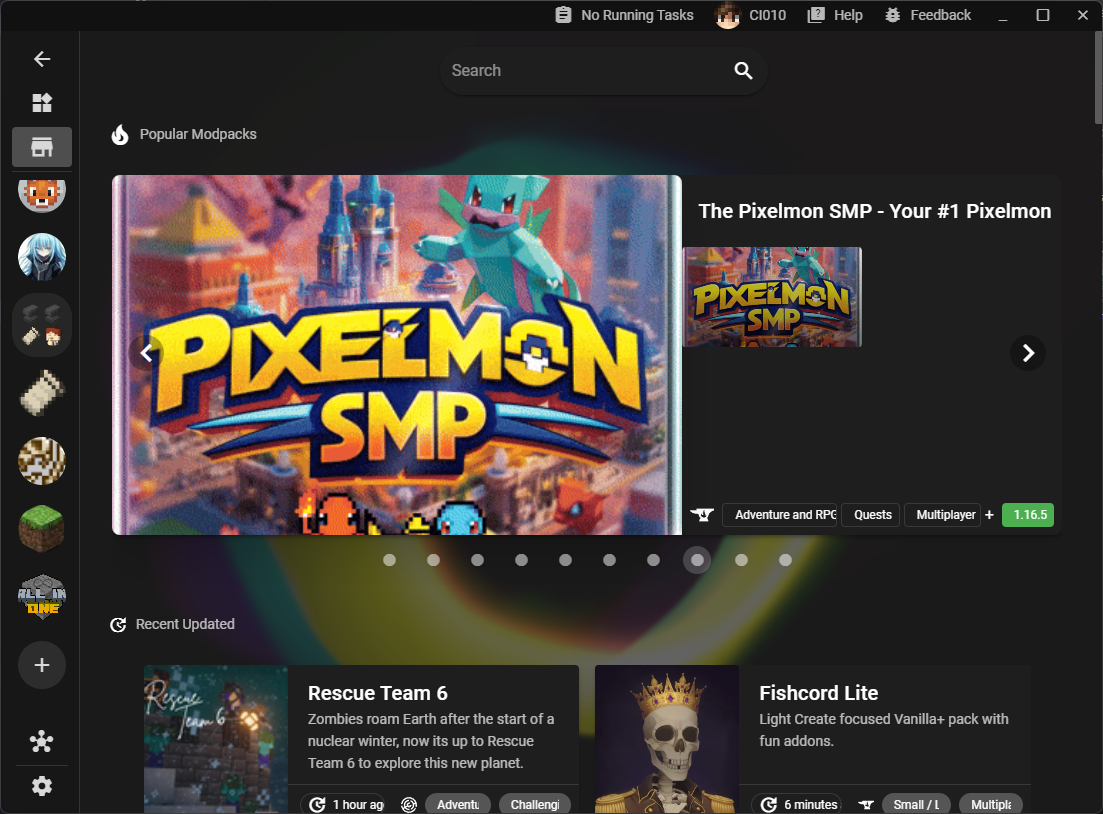 No Running Tasks
CI010
Help
Feedback
Search
Popular Modpacks
PIXELMON
SMP
The Pixelmon SMP - Your #1 Pixelmon
PIXELMON
SMP
Adventure and RPG
Quests
Multiplayer
+
1.16.5
ALL IN
ONE
Recent Updated
Rescue
Team 6
Rescue Team 6
Zombies roam Earth after the start of a
nuclear winter, now its up to Rescue
Team 6 to explore this new planet.
1 hour ag
Adventu
Challengi
Fishcord Lite
Light Create focused Vanilla+ pack with
fun addons.
6 minutes
Small / L
Multipla